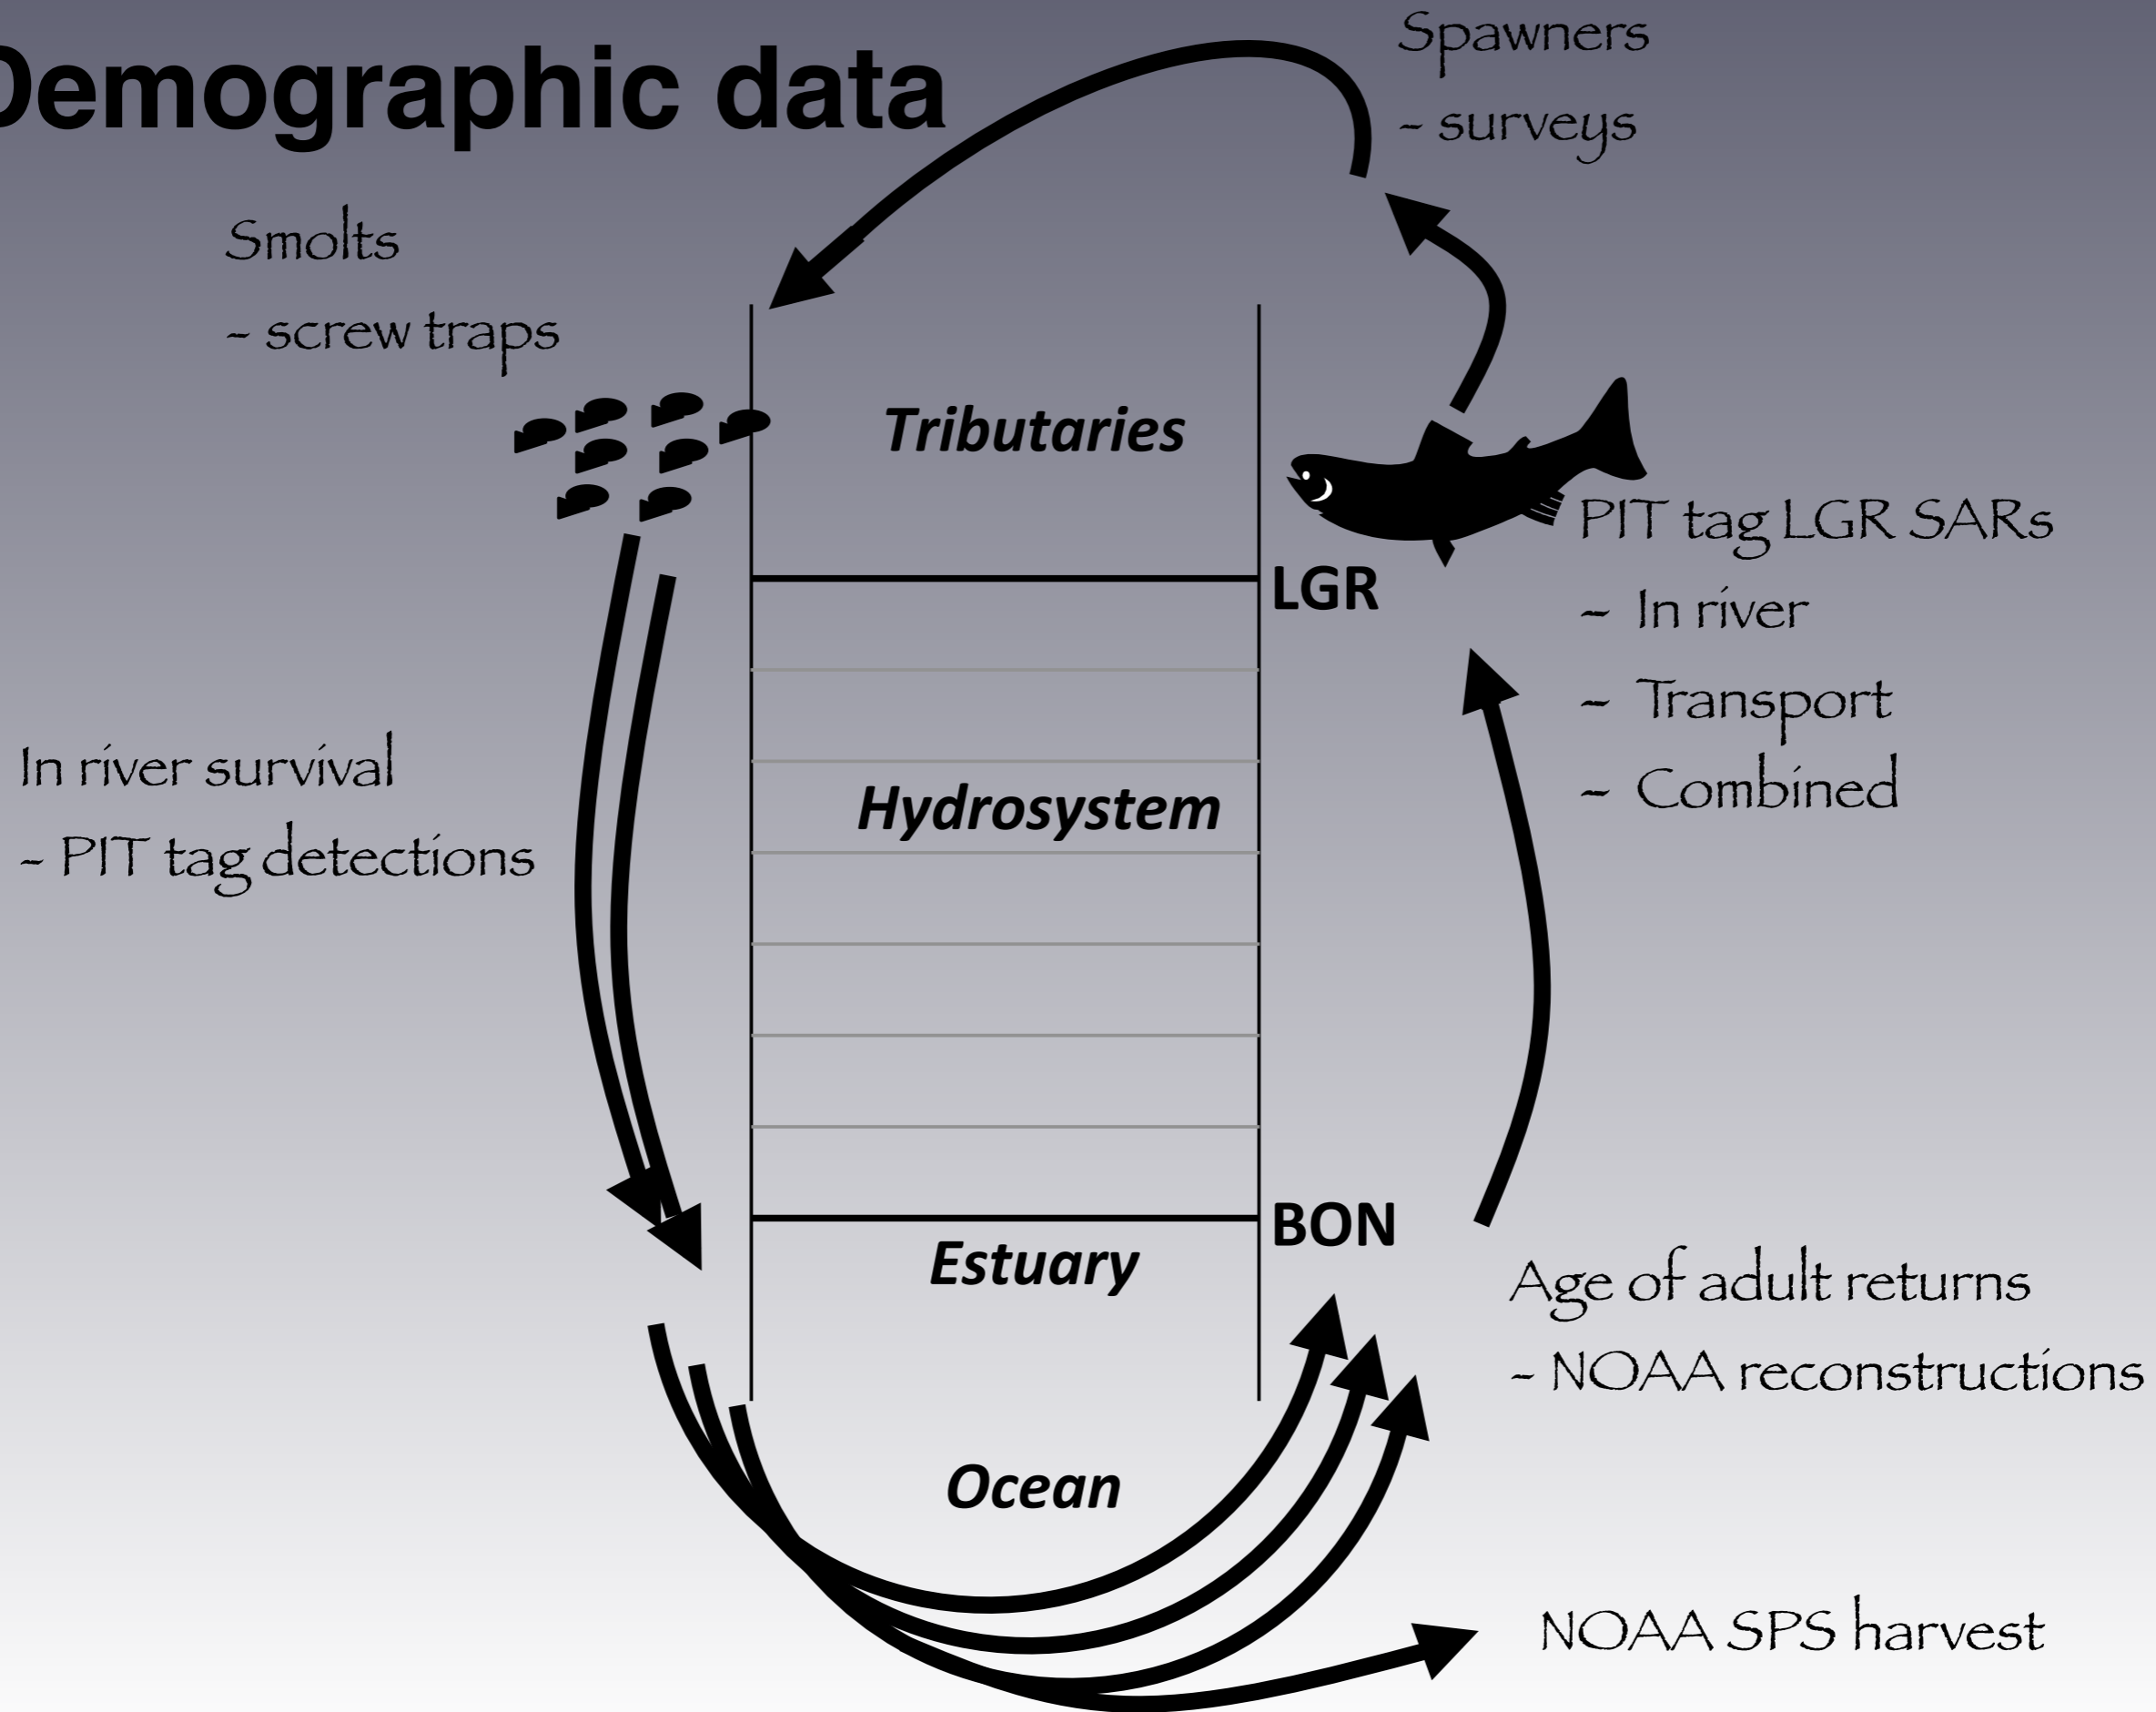 Demographic data
Spawners
- surveys
Smolts
- screw traps
Tributaries
PIT tag LGR SARs
- In river
- Transport
- Combined
LGR
In river survival
- PIT tag detections
Hydrosystem
BON
Estuary
Age of adult returns
- NOAA reconstructions
Ocean
NOAA SPS harvest